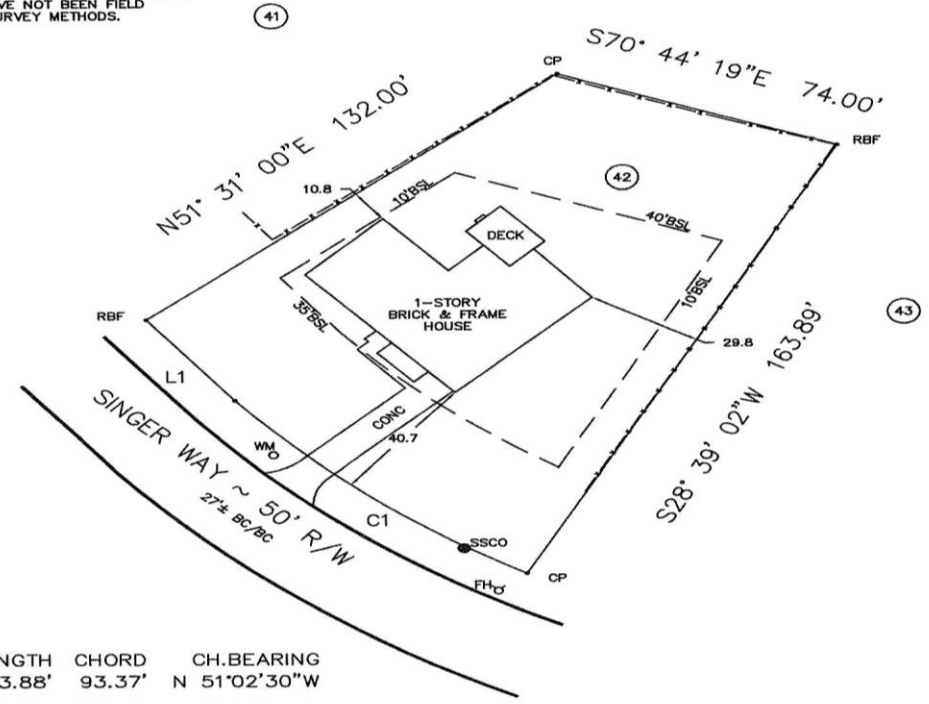 VE NOT BEEN FIELD
URVEY METHODS.
41
CP
S70° 44' 19"E 74.00'
RBF
N51° 31' 00"E 132.00'
10.8
10'BSL
42
40'BSL
DECK
1-STORY
BRICK & FRAME
HOUSE
35'BSL
10'BSL
43
RBF
29.8
S28° 39' 02"W 163.89'
L1
SINGER WAY ~ 50' R/W
27'± BC/BC
WM
CONC
40.7
C1
SSCO
FH
CP
NGTH CHORD CH.BEARING
3.88' 93.37' N 51°02'30"W